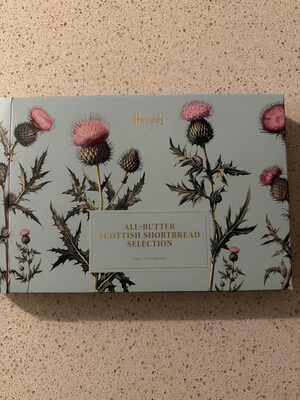 Harrods
ALL-BUTTER
SCOTTISH SHORTBREAD
SELECTION